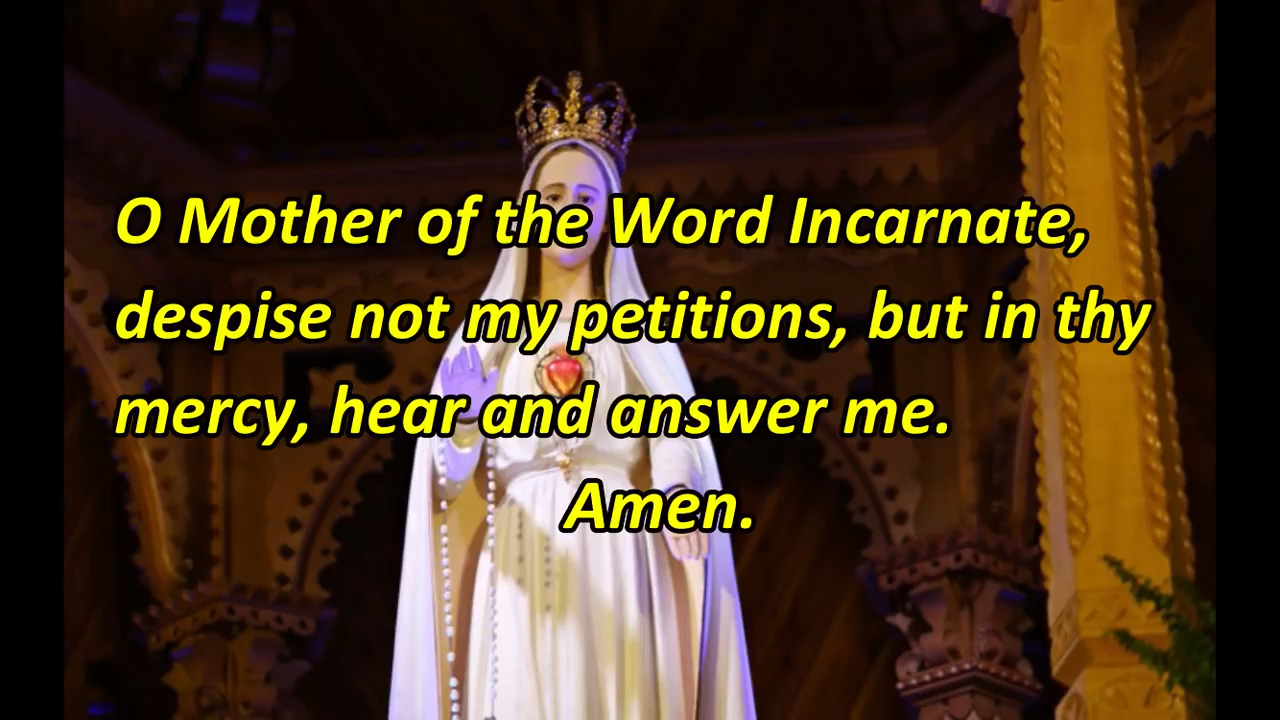 O Mother of the Word Incarnate,
despise not my petitions, but in thy
mercy, hear and answer me.
Amen.